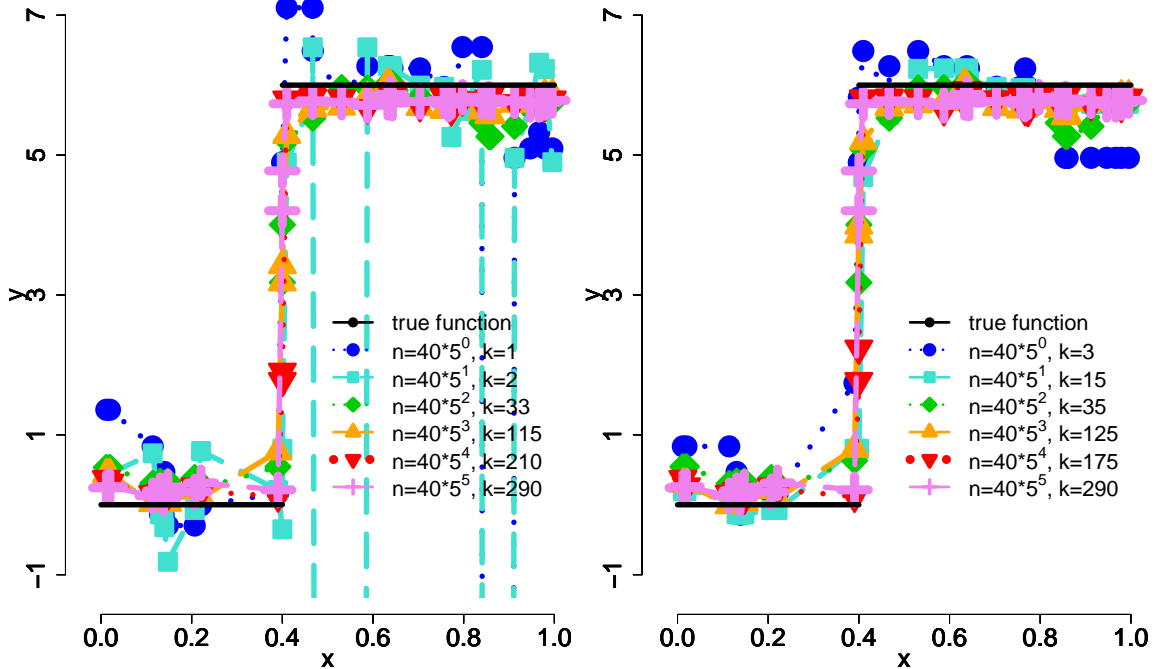 7
5
3
1
−1
y
0.0 0.2 0.4 0.6 0.8 1.0
x
true function
n=40*5^0, k=1
n=40*5^1, k=2
n=40*5^2, k=33
n=40*5^3, k=115
n=40*5^4, k=210
n=40*5^5, k=290
7
5
3
1
−1
y
0.0 0.2 0.4 0.6 0.8 1.0
x
true function
n=40*5^0, k=3
n=40*5^1, k=15
n=40*5^2, k=35
n=40*5^3, k=125
n=40*5^4, k=175
n=40*5^5, k=290